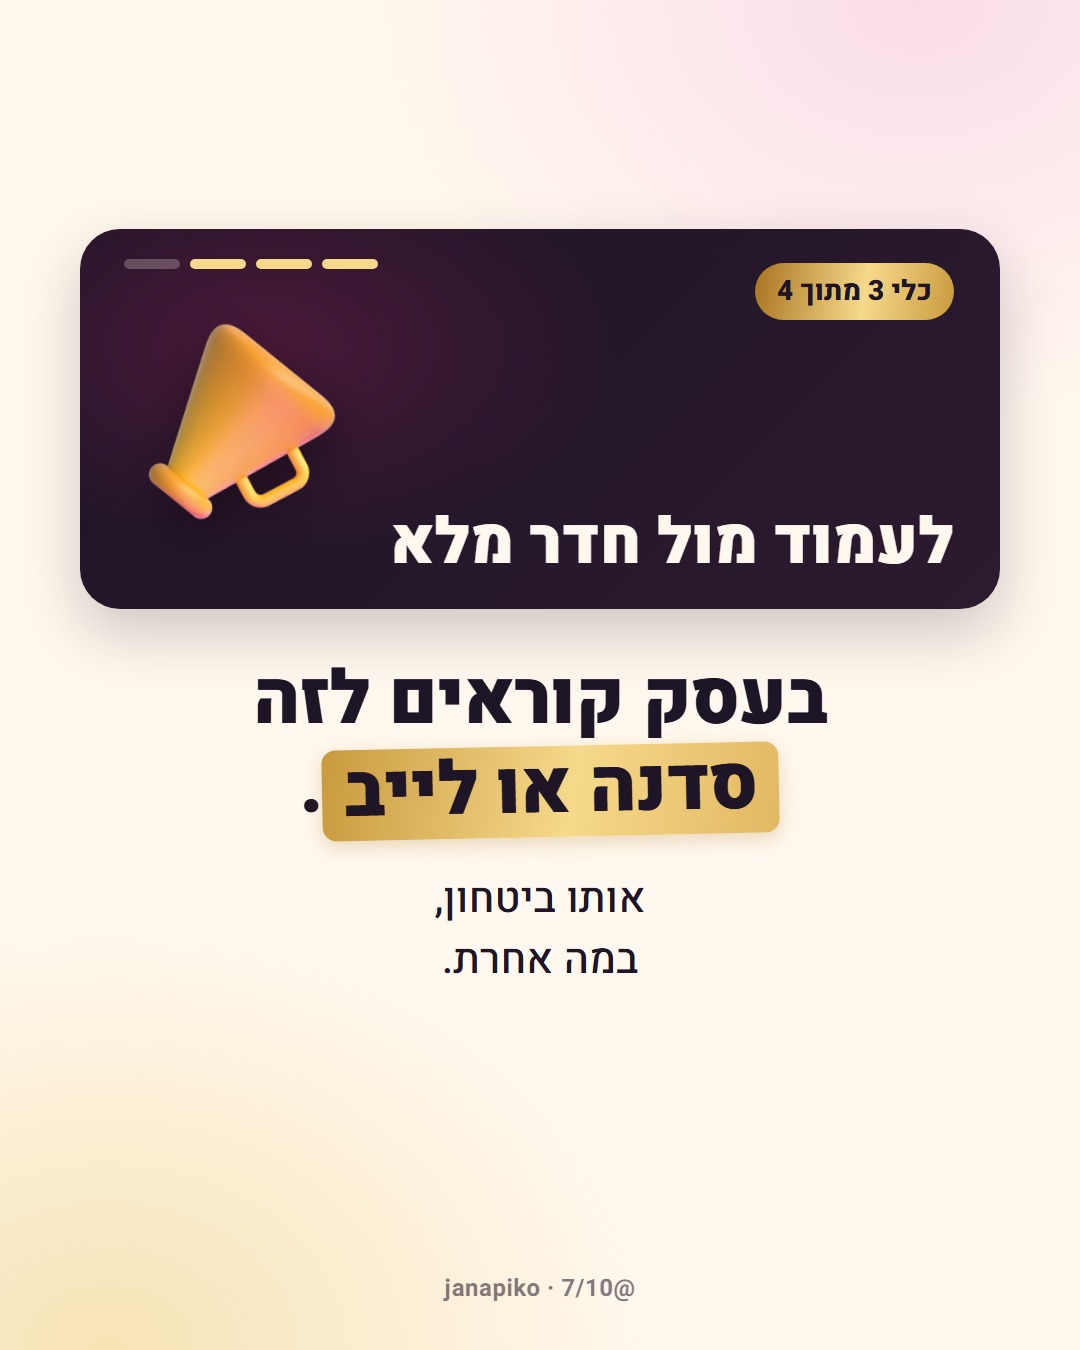 כלי 3 מתוך 4
לעמוד מול חדר מלא
בעסק קוראים לזה
סדנה או לייב.
אותו ביטחון,
במה אחרת.
janapiko · 7/10@